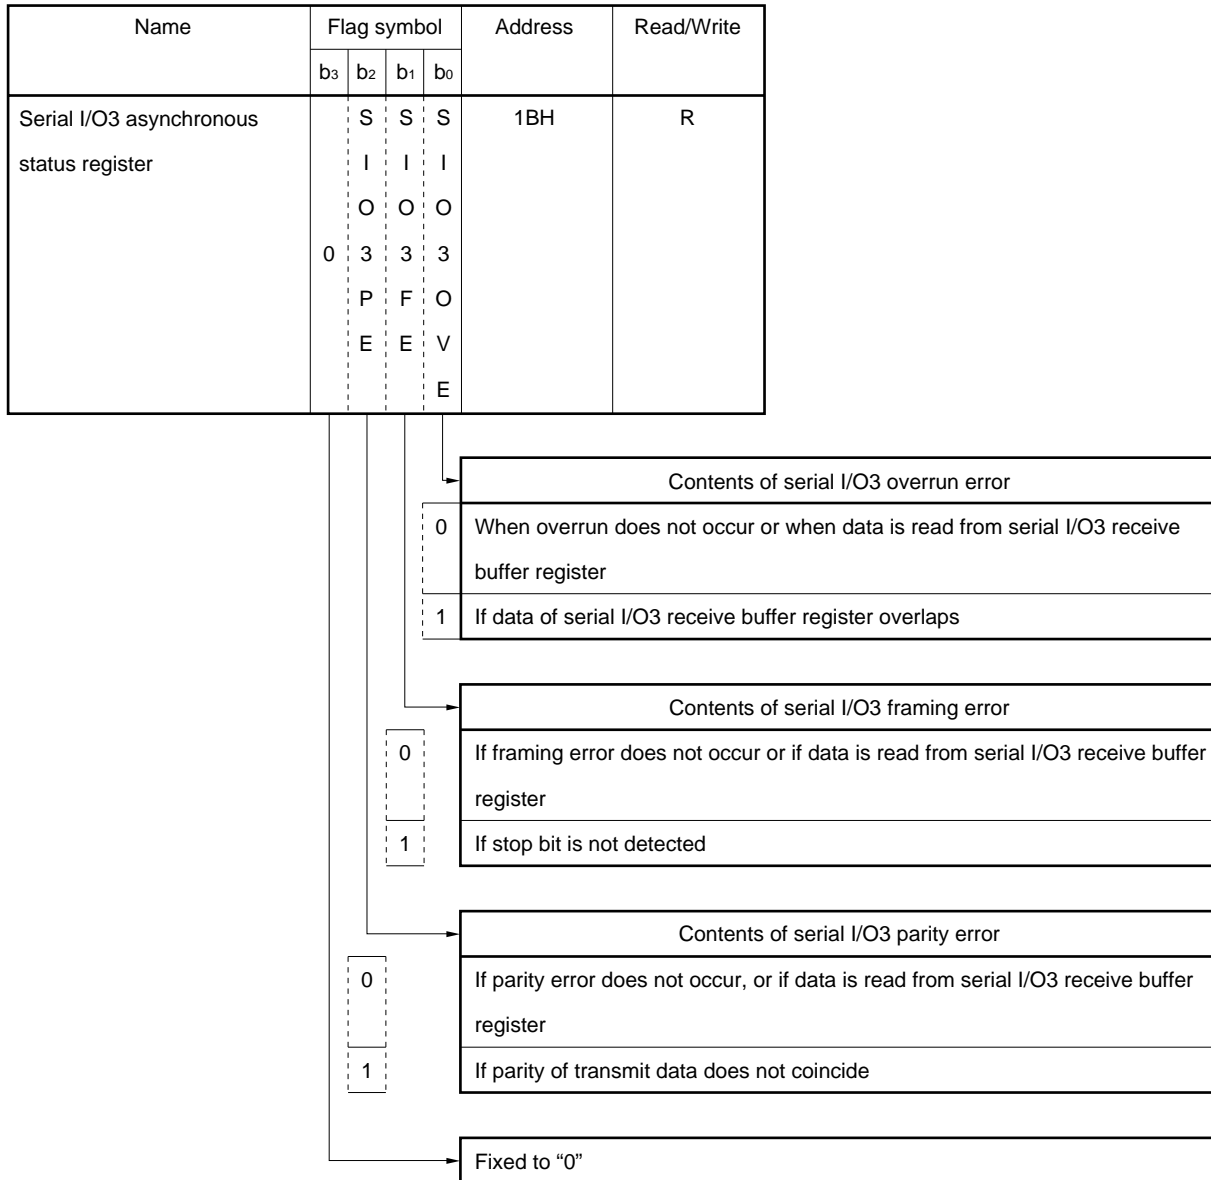 Name Flag symbol Address Read/Write
b3 b2 b1 b0
Serial I/O3 asynchronous S S S 1BH R
status register I I I
O O O
0 3 3 3
P F O
E E V
E
Contents of serial I/O3 overrun error
0 When overrun does not occur or when data is read from serial I/O3 receive
buffer register
1 If data of serial I/O3 receive buffer register overlaps
Contents of serial I/O3 framing error
0 If framing error does not occur or if data is read from serial I/O3 receive buffer
register
1 If stop bit is not detected
Contents of serial I/O3 parity error
0 If parity error does not occur, or if data is read from serial I/O3 receive buffer
register
1 If parity of transmit data does not coincide
Fixed to “0”